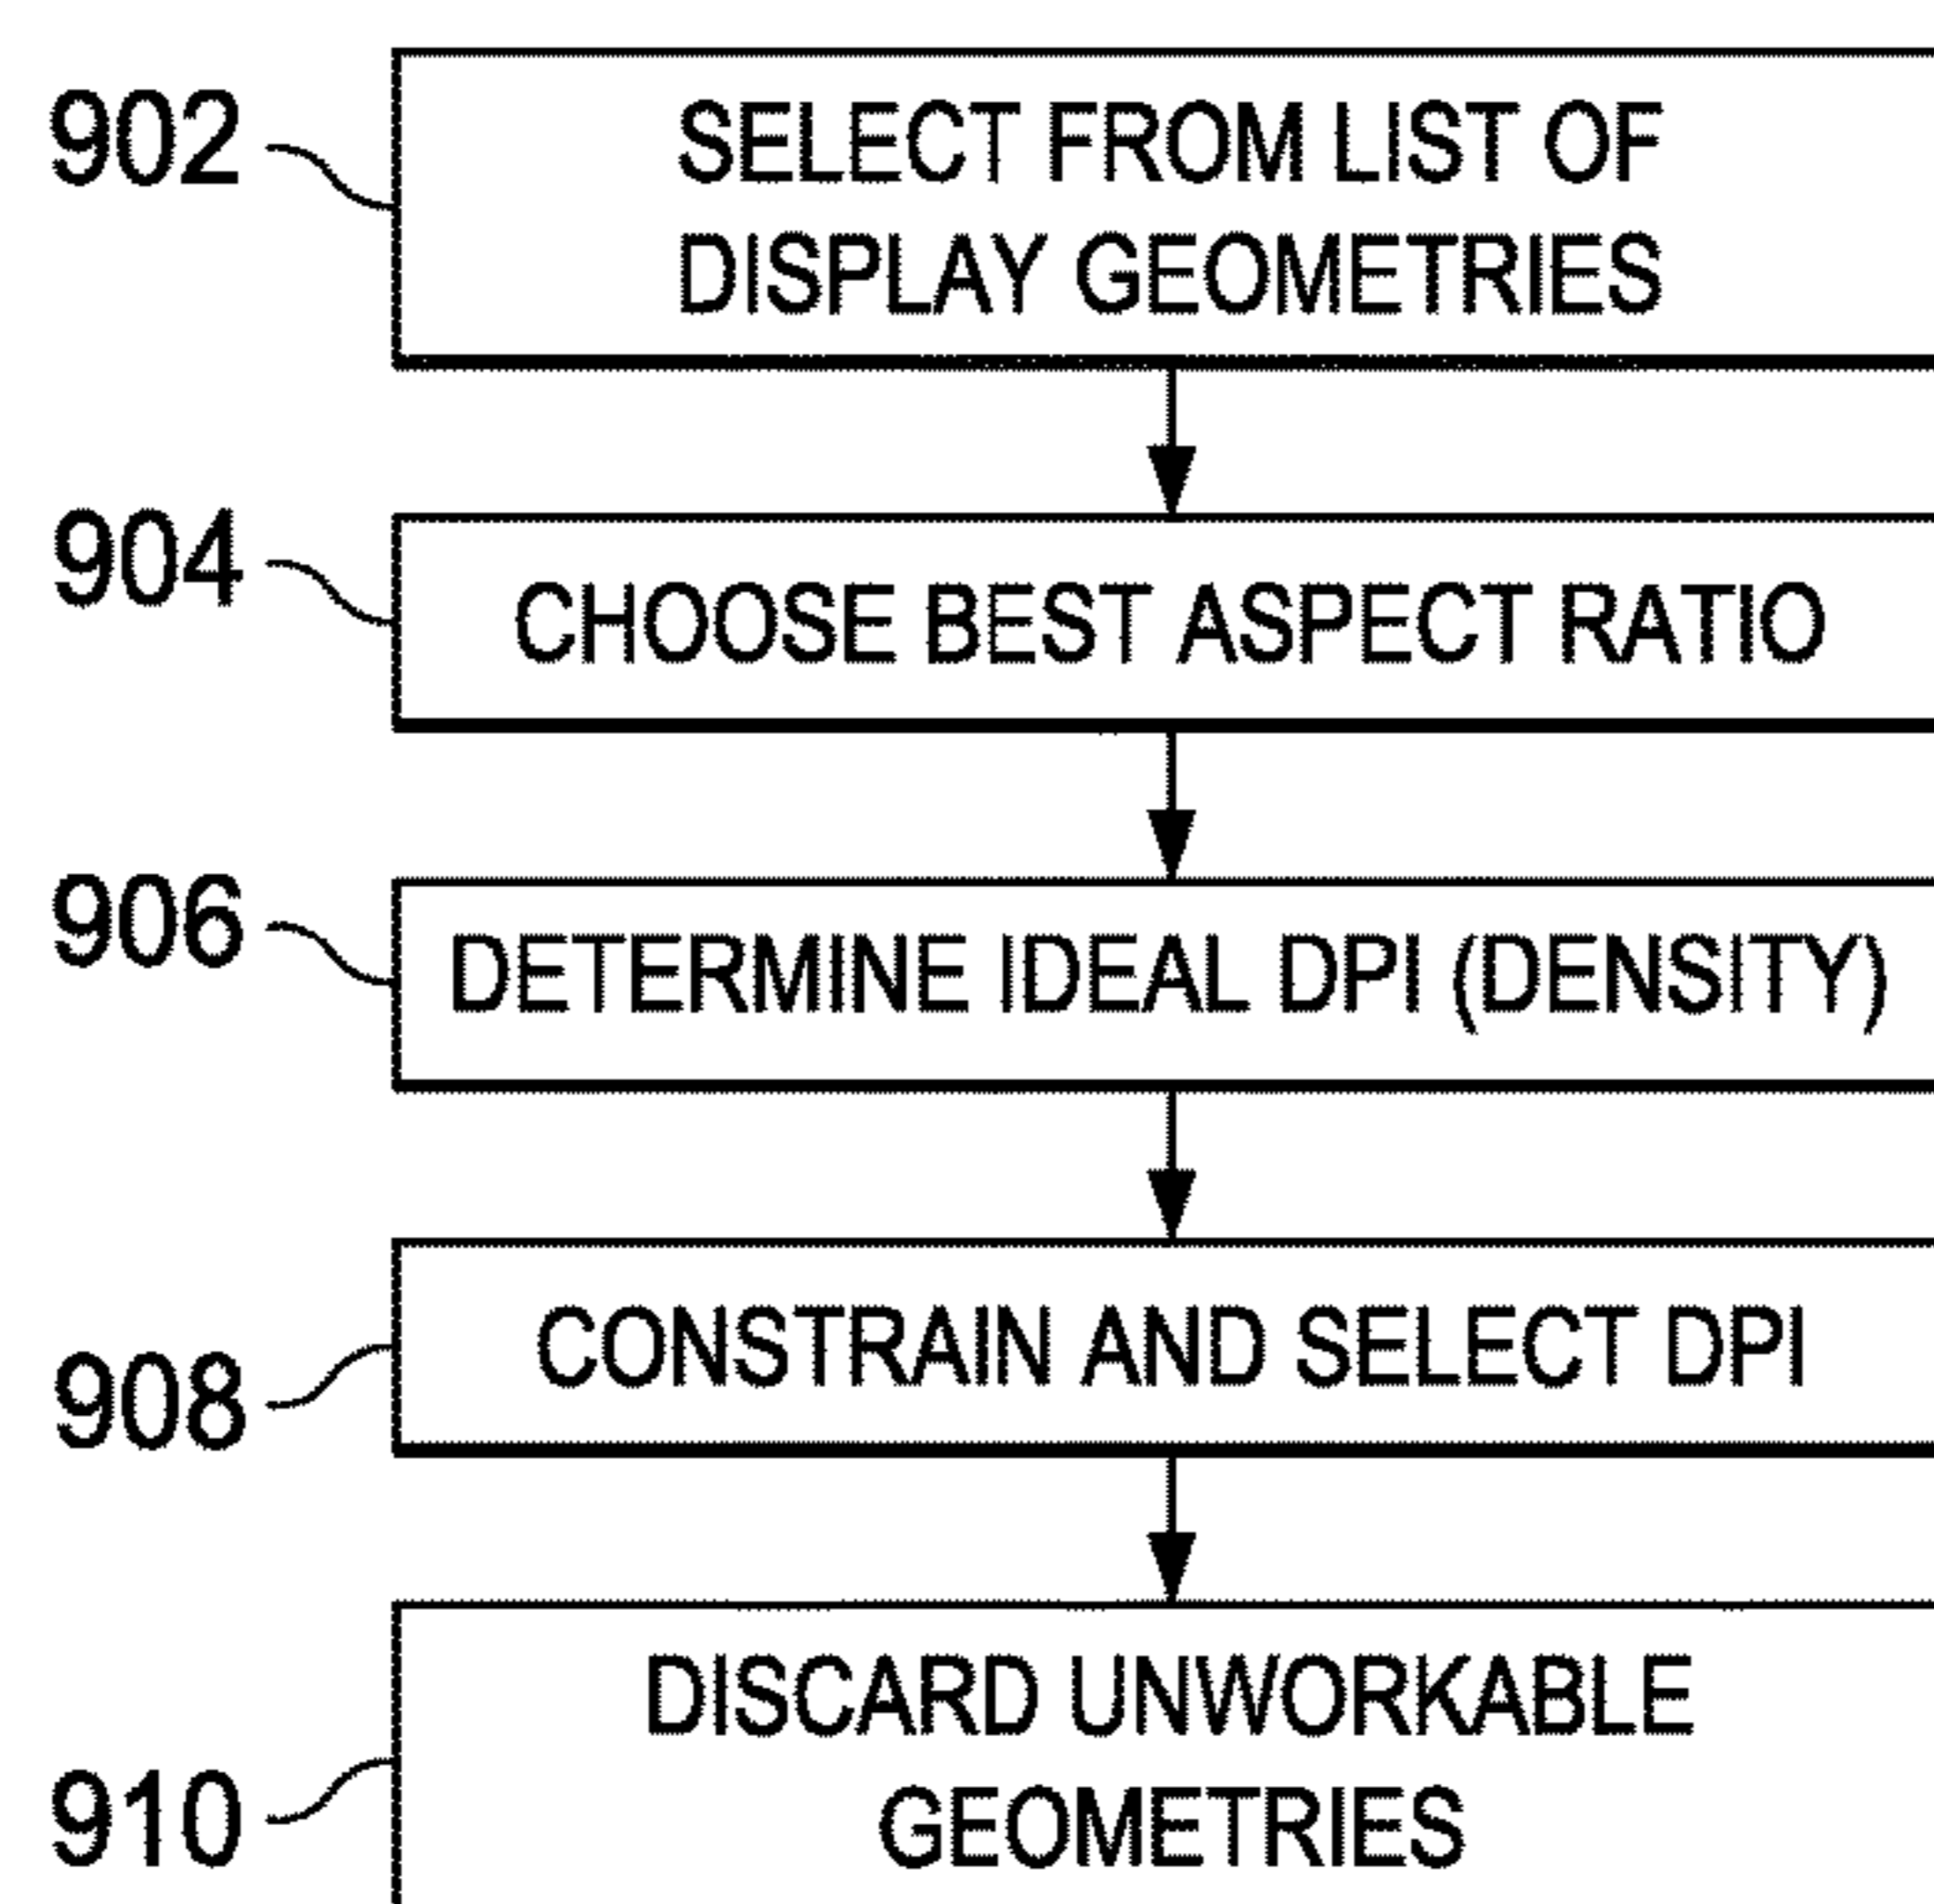 902
SELECT FROM LIST OF
DISPLAY GEOMETRIES
904
CHOOSE BEST ASPECT RATIO
906
DETERMINE IDEAL DPI (DENSITY)
908
CONSTRAIN AND SELECT DPI
910
DISCARD UNWORKABLE
GEOMETRIES